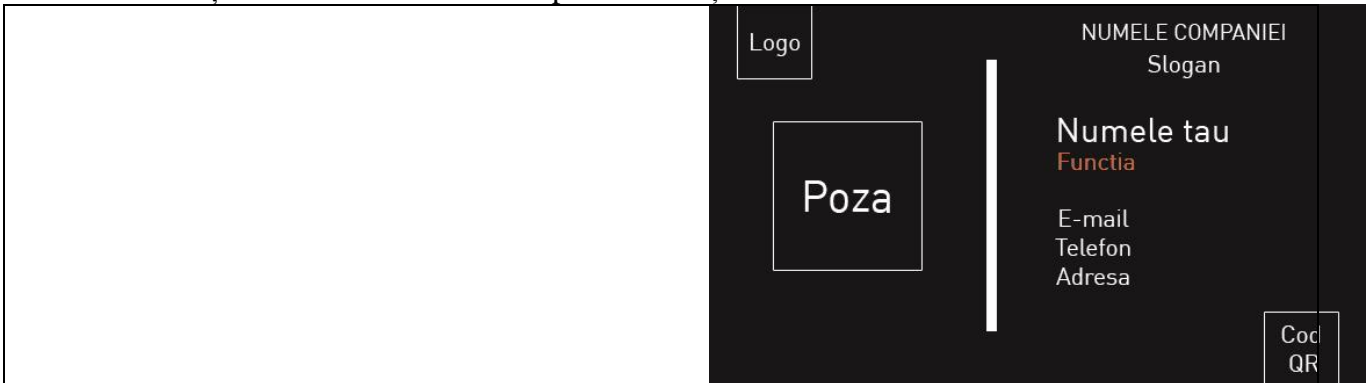 Logo
NUMELE COMPANIEI
Slogan
Numele tau
Functia
Poza
E-mail
Telefon
Adresa
Cod
QR